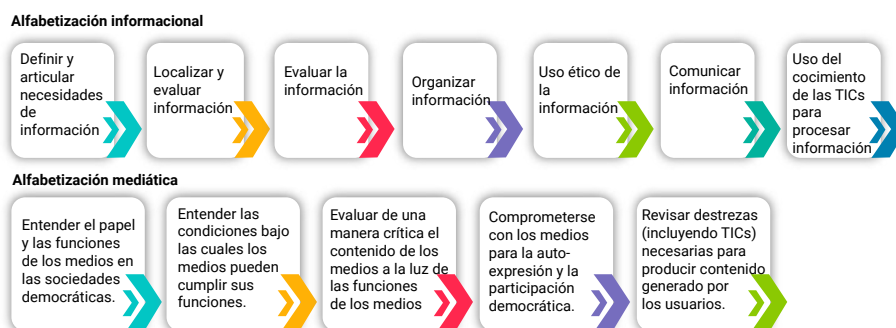 Alfabetización informacional
Definir y
articular
necesidades
de
información
Localizar y
evaluar
información
Evaluar la
información
Organizar
información
Uso ético de
la
información
Comunicar
información
Uso del
cocimiento
de las TICs
para
procesar
información
Alfabetización mediática
Entender el papel
y las funciones
de los medios en
las sociedades
democráticas.
Entender las
condiciones bajo
las cuales los
medios pueden
cumplir sus
funciones.
Evaluar de una
manera crítica el
contenido de los
medios a la luz de
las funciones
de los medios
Comprometerse
con los medios
para la auto-
expresión y la
participación
democrática.
Revisar destrezas
(incluyendo TICs)
necesarias para
producir contenido
generado por
los usuarios.